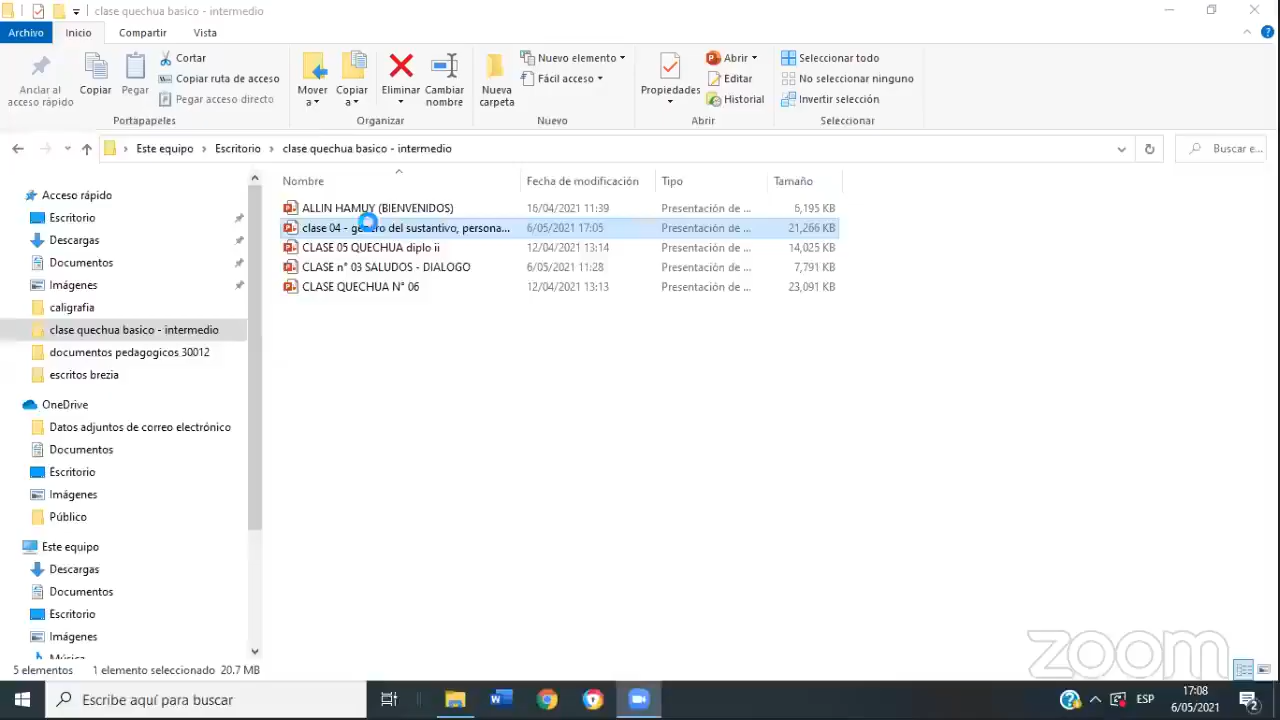 clase quechua basico - intermedio
Archivo Inicio Compartir Vista
Anclar al acceso rápido
Copiar
Pegar
Cortar
Copiar ruta de acceso
Pegar acceso directo
Portapapeles
Mover a
Copiar a
Eliminar
Cambiar nombre
Organizar
Nueva carpeta
Nuevo elemento
Fácil acceso
Nuevo
Propiedades
Abrir
Editar
Historial
Abrir
Seleccionar todo
No seleccionar ninguno
Invertir selección
Seleccionar
Este equipo > Escritorio > clase quechua basico - intermedio
Buscar e...
Nombre Fecha de modificación Tipo Tamaño
ALLIN HAMUY (BIENVENIDOS) 16/04/2021 11:39 Presentación de ... 6,195 KB
clase 04 - genero del sustantivo, persona... 6/05/2021 17:05 Presentación de ... 21,266 KB
CLASE 05 QUECHUA diplo ii 12/04/2021 13:14 Presentación de ... 14,025 KB
CLASE n° 03 SALUDOS - DIALOGO 6/05/2021 11:28 Presentación de ... 7,791 KB
CLASE QUECHUA N° 06 12/04/2021 13:13 Presentación de ... 23,091 KB
Acceso rápido
Escritorio
Descargas
Documentos
Imágenes
caligrafia
clase quechua basico - intermedio
documentos pedagogicos 30012
escritos brezia
OneDrive
Datos adjuntos de correo electrónico
Documentos
Escritorio
Imágenes
Público
Este equipo
Descargas
Documentos
Escritorio
Imágenes
Música
5 elementos 1 elemento seleccionado 20.7 MB
zoom
Escribe aquí para buscar
ESP
17:08
6/05/2021
2